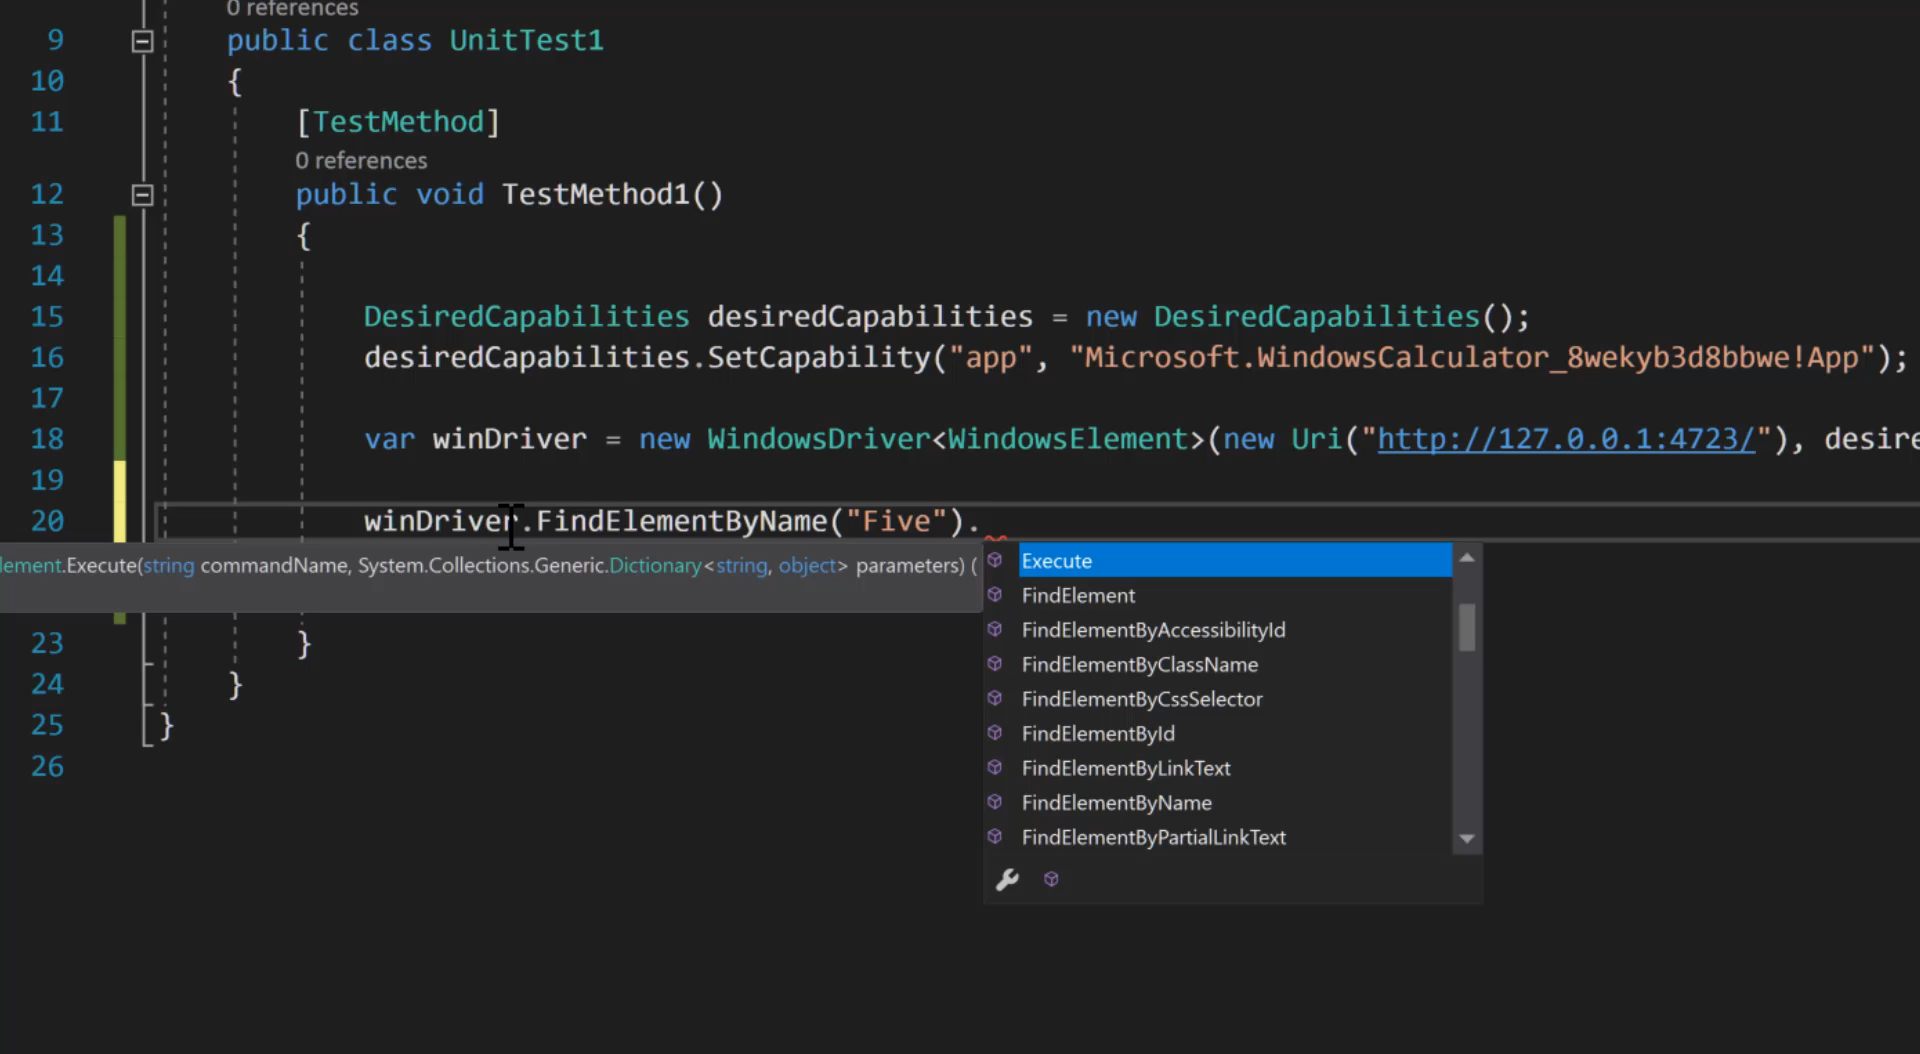 0 references
9 public class UnitTest1
10 {
11 [TestMethod]
0 references
12 public void TestMethod1()
13 {
14
15 DesiredCapabilities desiredCapabilities = new DesiredCapabilities();
16 desiredCapabilities.SetCapability("app", "Microsoft.WindowsCalculator_8wekyb3d8bbwe!App");
17
18 var winDriver = new WindowsDriver<WindowsElement>(new Uri("http://127.0.0.1:4723/"), desire
19
20 winDriver.FindElementByName("Five").
lement.Execute(string commandName, System.Collections.Generic.Dictionary<string, object> parameters) (
Execute
FindElement
FindElementByAccessibilityId
FindElementByClassName
FindElementByCssSelector
FindElementById
FindElementByLinkText
FindElementByName
FindElementByPartialLinkText
23 }
24 }
25 }
26